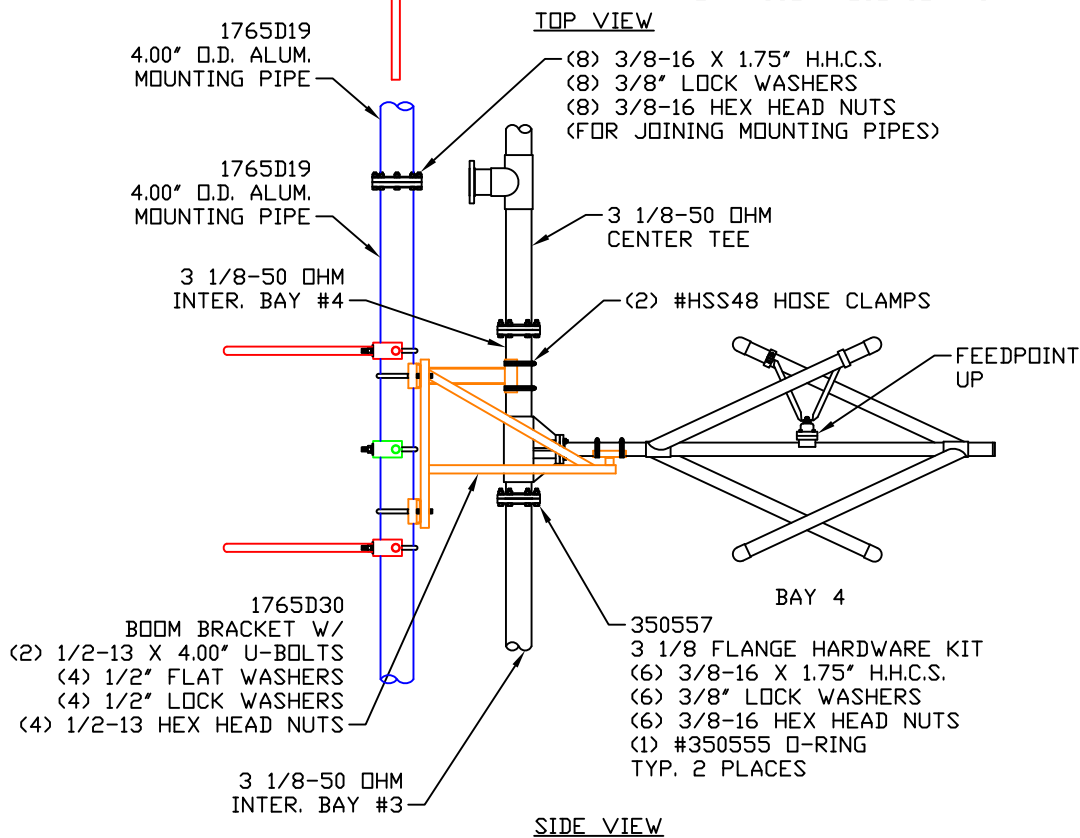 TOP VIEW
1765D19
4.00" O.D. ALUM.
MOUNTING PIPE
(8) 3/8-16 X 1.75" H.H.C.S.
(8) 3/8" LOCK WASHERS
(8) 3/8-16 HEX HEAD NUTS
(FOR JOINING MOUNTING PIPES)
1765D19
4.00" O.D. ALUM.
MOUNTING PIPE
3 1/8-50 OHM
CENTER TEE
3 1/8-50 OHM
INTER. BAY #4
(2) #HSS48 HOSE CLAMPS
FEEDPOINT
UP
BAY 4
1765D30
BOOM BRACKET W/
(2) 1/2-13 X 4.00" U-BOLTS
(4) 1/2" FLAT WASHERS
(4) 1/2" LOCK WASHERS
(4) 1/2-13 HEX HEAD NUTS
350557
3 1/8 FLANGE HARDWARE KIT
(6) 3/8-16 X 1.75" H.H.C.S.
(6) 3/8" LOCK WASHERS
(6) 3/8-16 HEX HEAD NUTS
(1) #350555 O-RING
TYP. 2 PLACES
3 1/8-50 OHM
INTER. BAY #3
SIDE VIEW